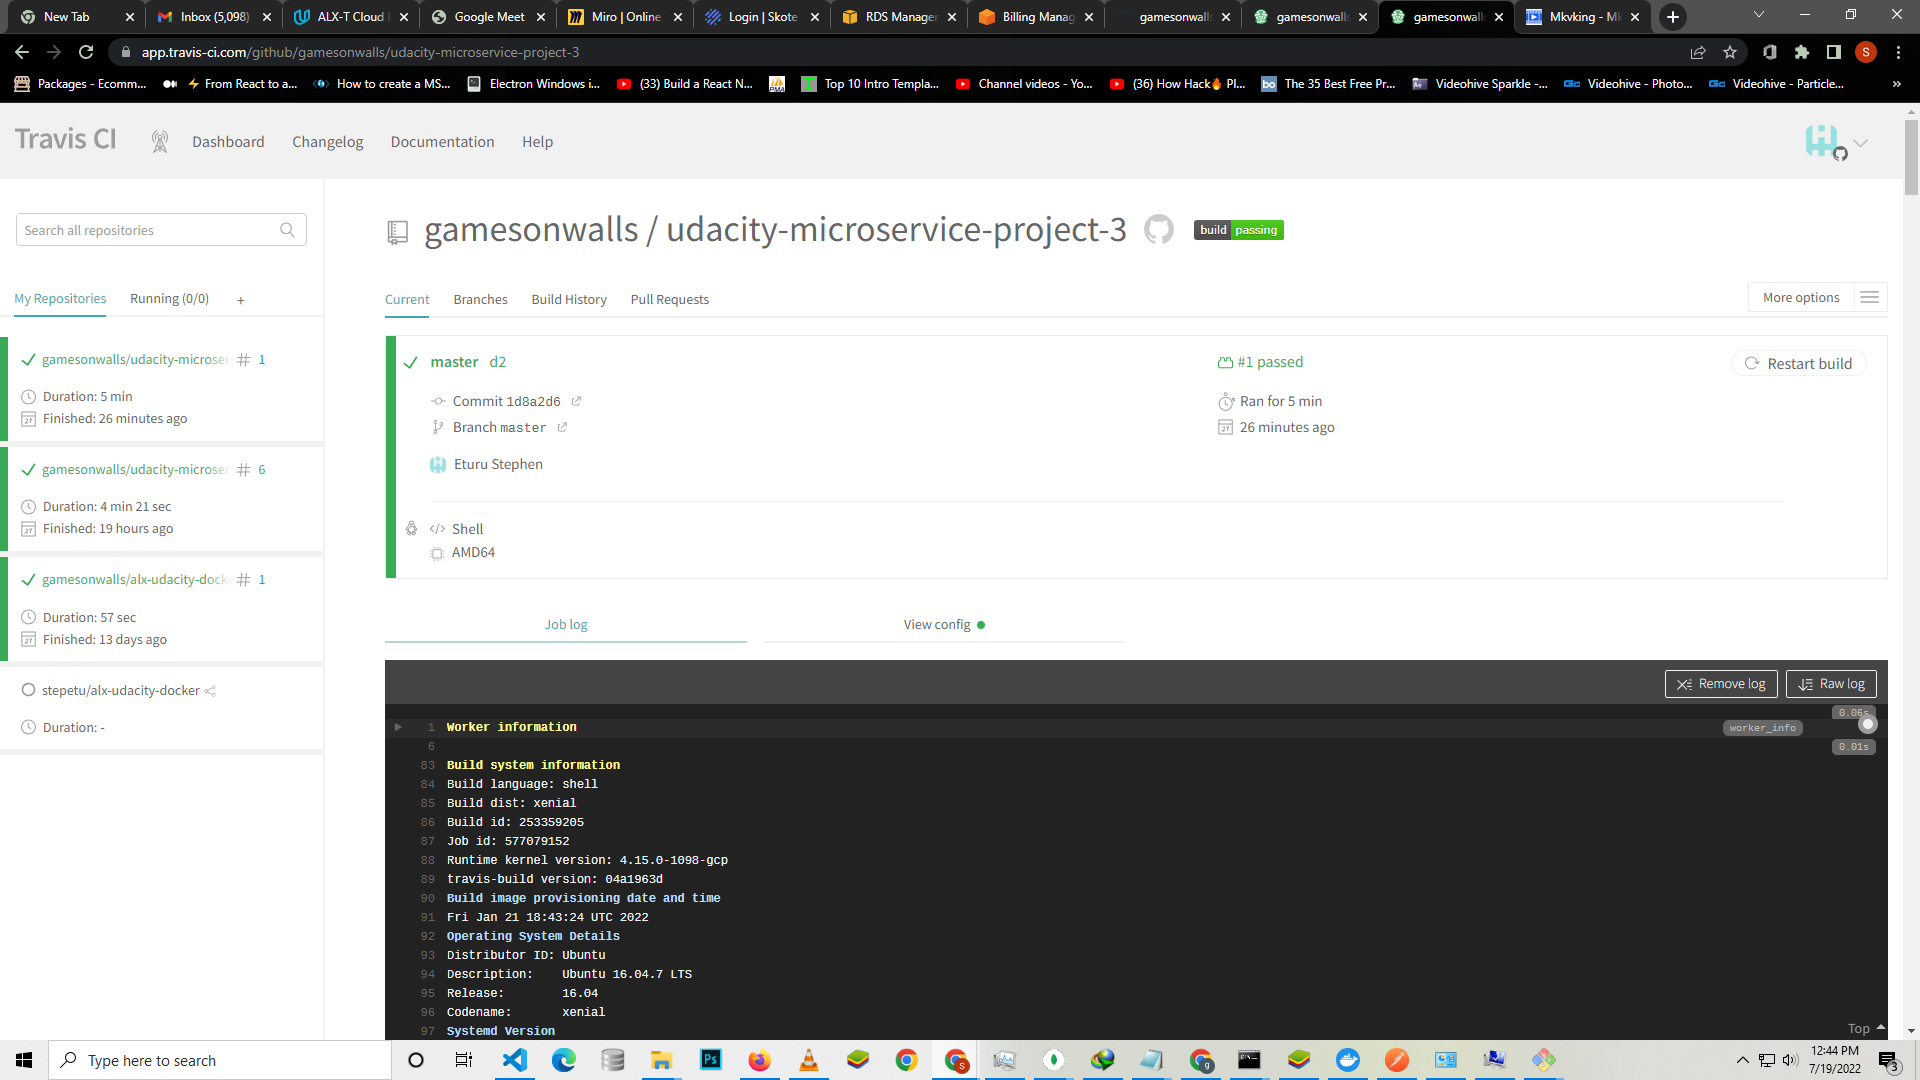 New Tab
Inbox (5,098)
ALX-T Cloud
Google Meet
Miro | Online
Login | Skote
RDS Manage
Billing Manag
gamesonwalls
gamesonwalls
gamesonwalls
Mkvking - M
app.travis-ci.com/github/gamesonwalls/udacity-microservice-project-3
S
Packages - Ecomm...
From React to a...
How to create a MS...
Electron Windows i...
(33) Build a React N...
PMA
Top 10 Intro Templa...
Channel videos - Yo...
(36) How Hack🔥 Pl...
bo
The 35 Best Free Pr...
Videohive Sparkle -...
Videohive - Photo...
Videohive - Particle...
»
Travis CI
Dashboard
Changelog
Documentation
Help
Search all repositories
gamesonwalls / udacity-microservice-project-3
build passing
My Repositories
Running (0/0)
+
Current
Branches
Build History
Pull Requests
More options
gamesonwalls/udacity-microser # 1
Duration: 5 min
Finished: 26 minutes ago
gamesonwalls/udacity-microser # 6
Duration: 4 min 21 sec
Finished: 19 hours ago
gamesonwalls/alx-udacity-docke # 1
Duration: 57 sec
Finished: 13 days ago
stepetu/alx-udacity-docker
Duration: -
master d2
#1 passed
Restart build
Commit 1d8a2d6
Ran for 5 min
Branch master
26 minutes ago
Eturu Stephen
</> Shell
AMD64
Job log
View config
Remove log
Raw log
0.06s
1 Worker information
worker_info
6
0.01s
83 Build system information
84 Build language: shell
85 Build dist: xenial
86 Build id: 253359205
87 Job id: 577079152
88 Runtime kernel version: 4.15.0-1098-gcp
89 travis-build version: 04a1963d
90 Build image provisioning date and time
91 Fri Jan 21 18:43:24 UTC 2022
92 Operating System Details
93 Distributor ID: Ubuntu
94 Description: Ubuntu 16.04.7 LTS
95 Release: 16.04
96 Codename: xenial
97 Systemd Version
Top
Type here to search
Ps
12:44 PM
7/19/2022
3